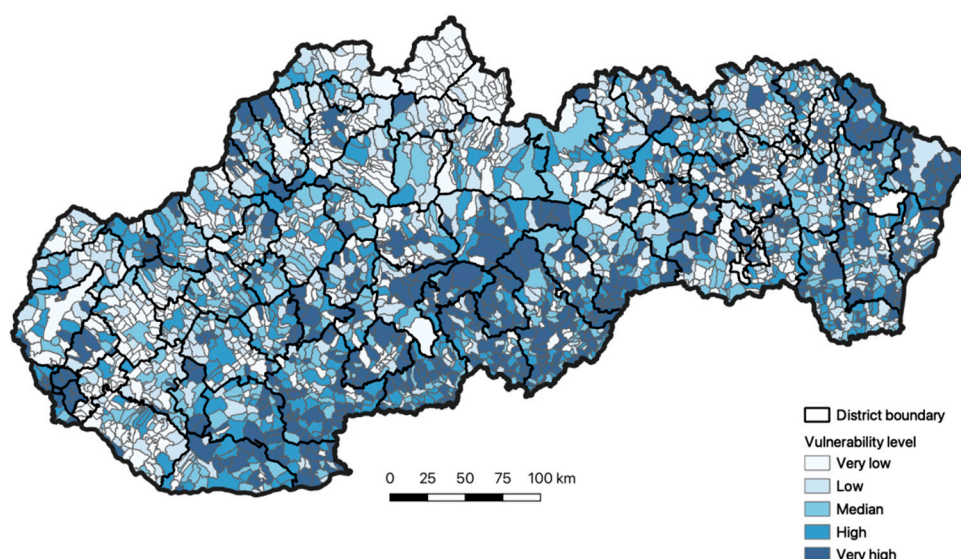 0 25 50 75 100 km
District boundary
Vulnerability level
Very low
Low
Median
High
Very high